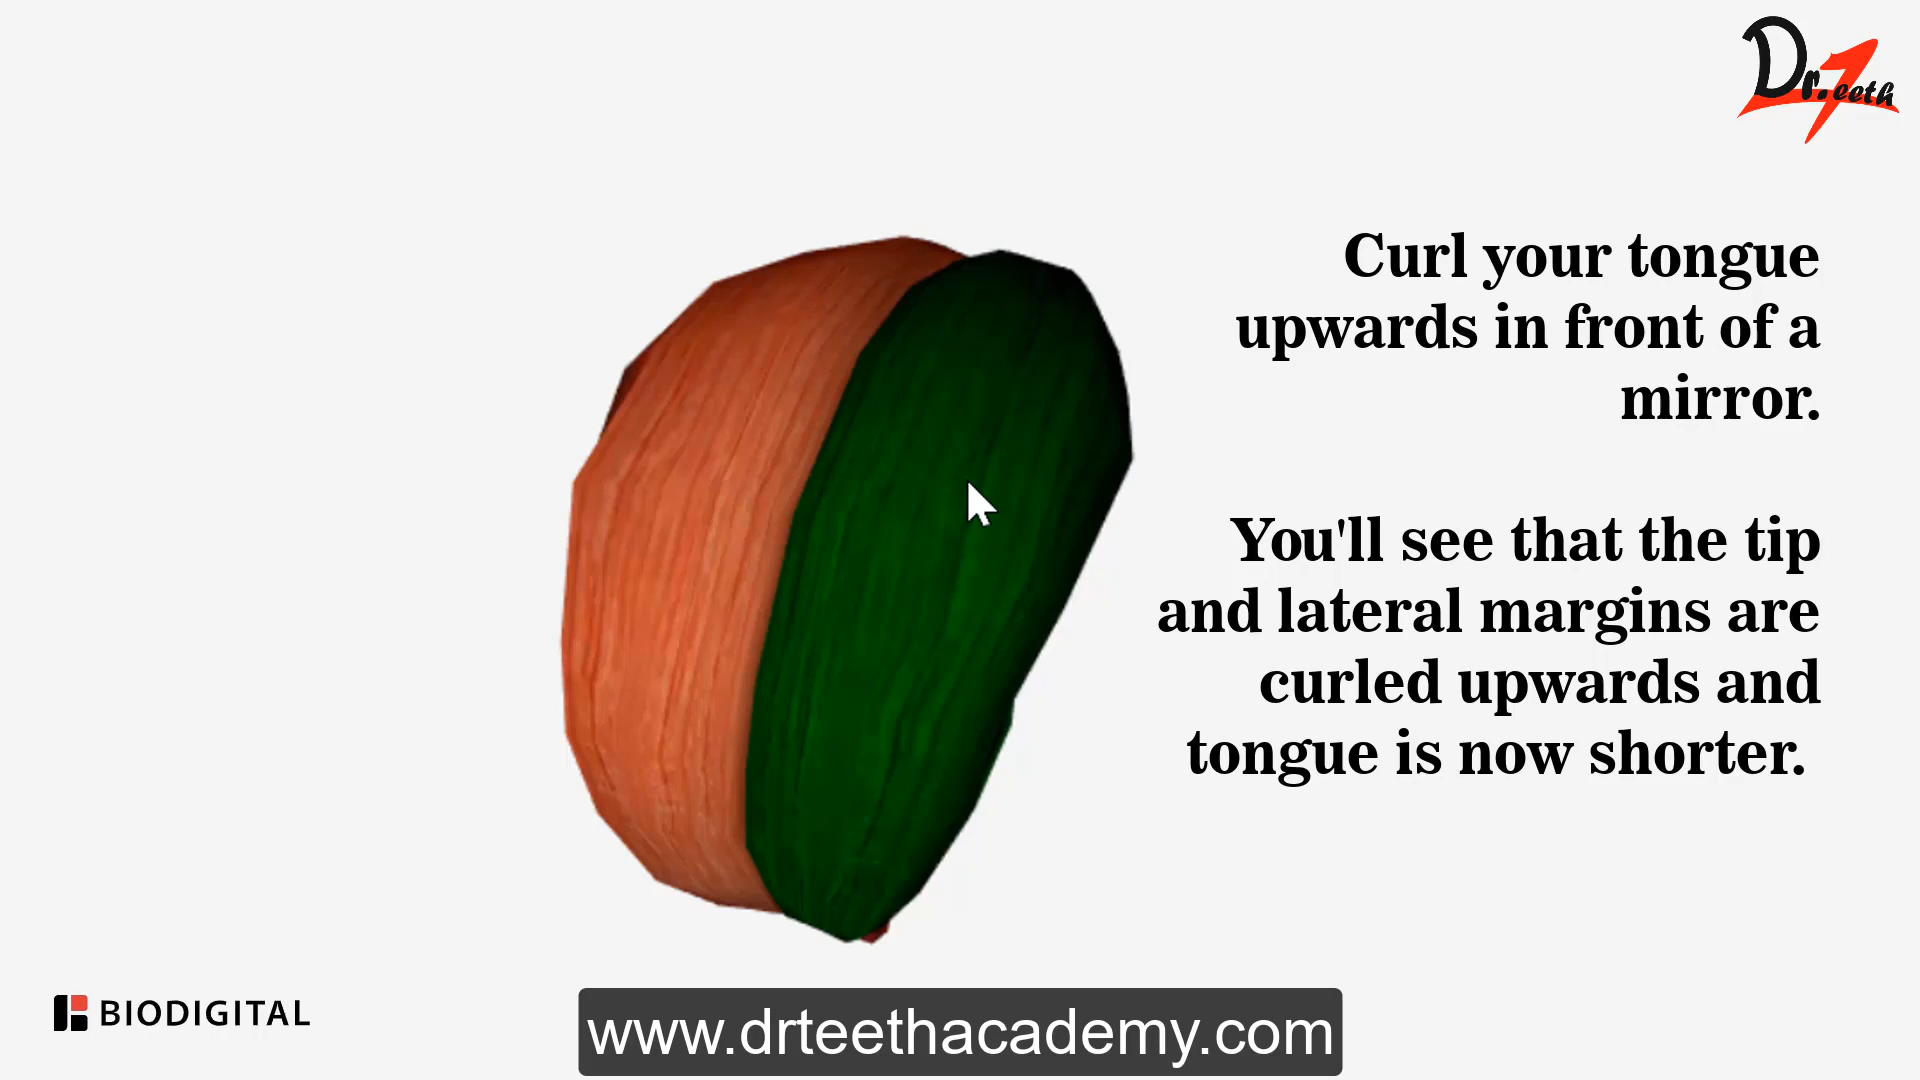 Dr.Teeth
Curl your tongue
upwards in front of a
mirror.
You'll see that the tip
and lateral margins are
curled upwards and
tongue is now shorter.
BIODIGITAL
www.drteethacademy.com